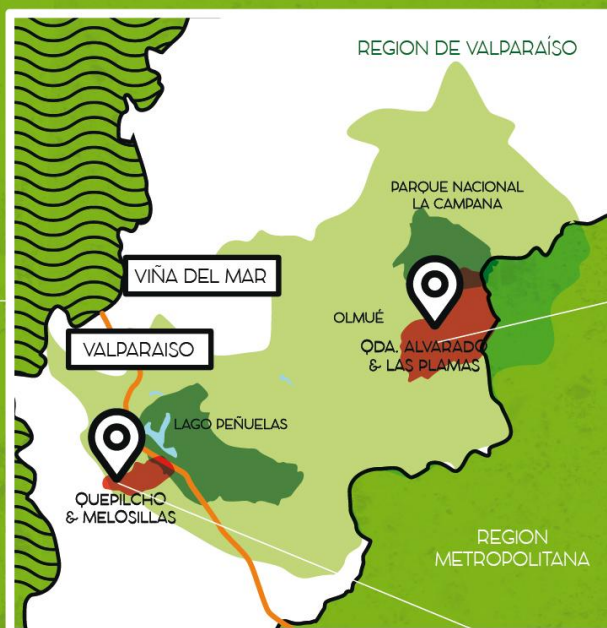 REGION DE VALPARAÍSO
PARQUE NACIONAL
LA CAMPANA
VIÑA DEL MAR
OLMUÉ
VALPARAISO
QDA. ALVARADO
& LAS PLAMAS
LAGO PEÑUELAS
QUEPILCHO
& MELOSILLAS
REGION
METROPOLITANA